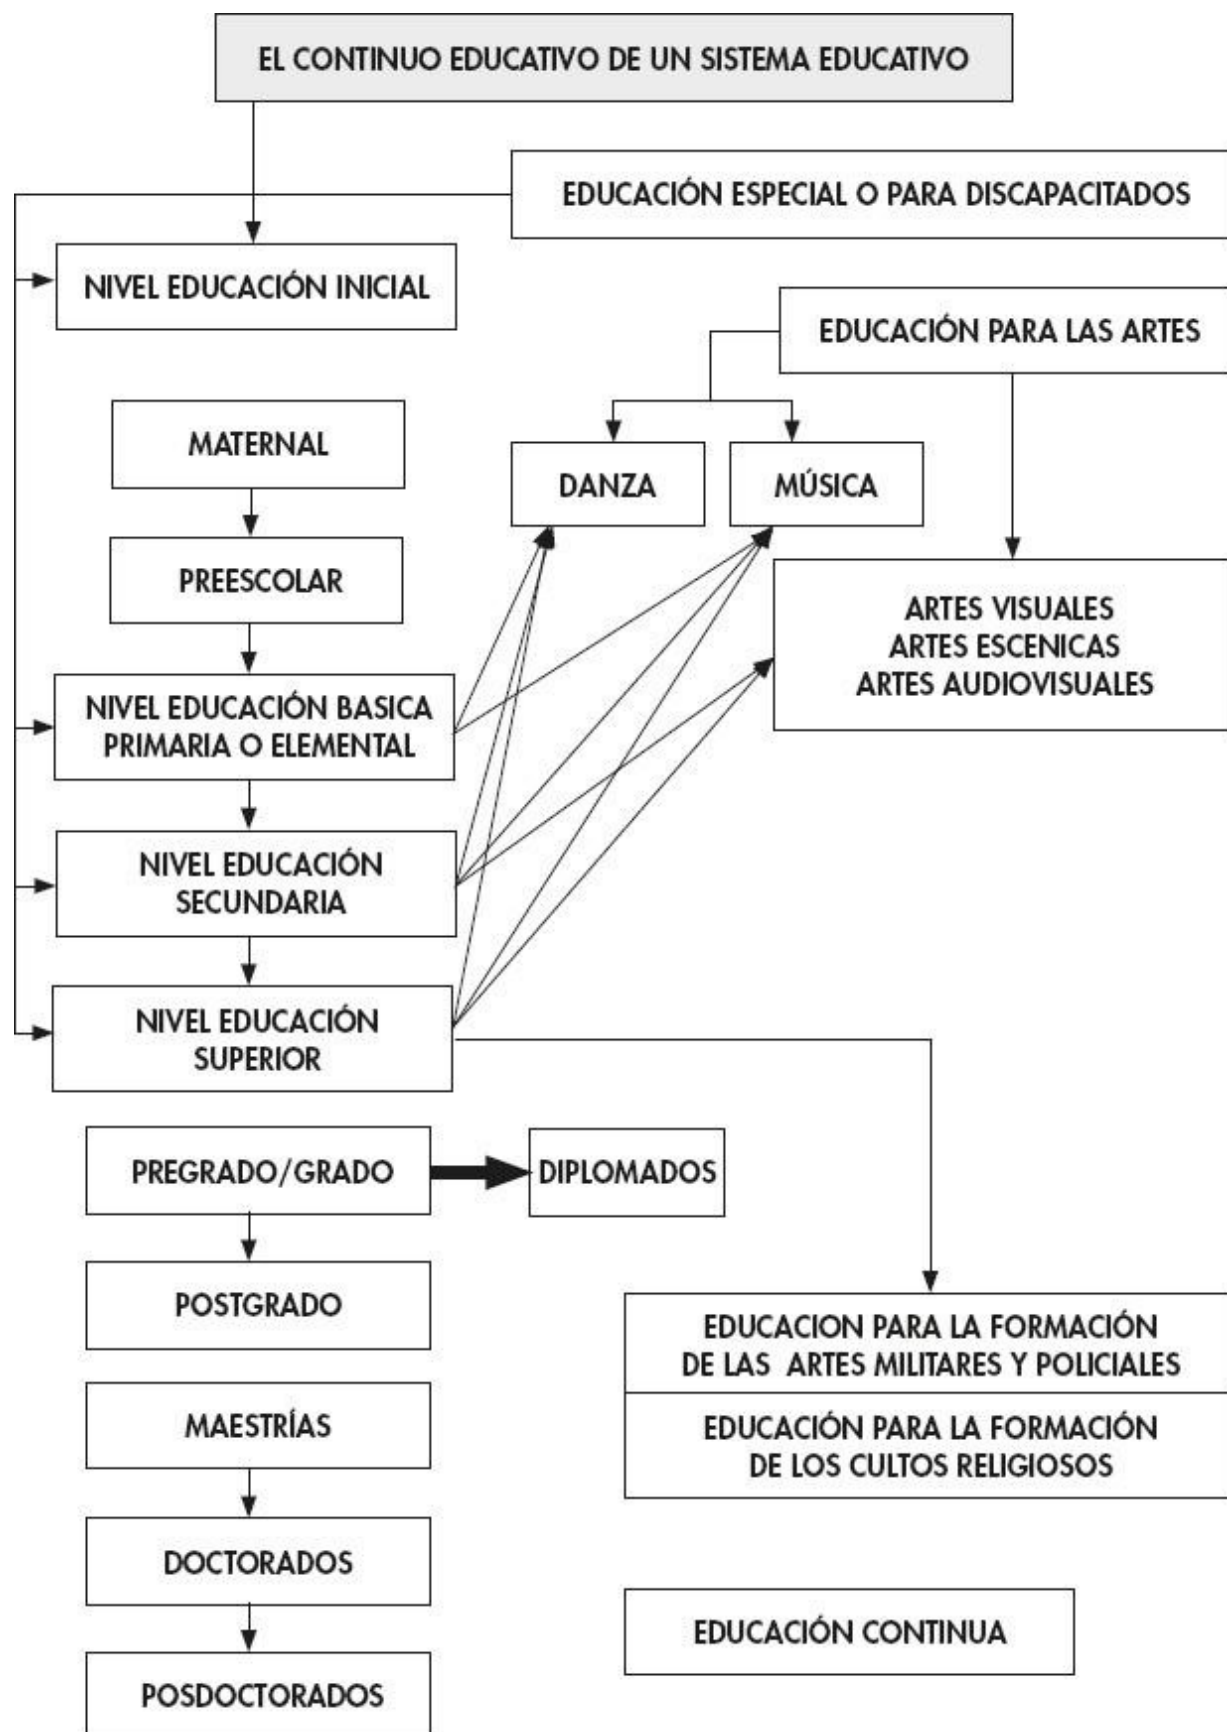 EL CONTINUO EDUCATIVO DE UN SISTEMA EDUCATIVO
EDUCACIÓN ESPECIAL O PARA DISCAPACITADOS
NIVEL EDUCACIÓN INICIAL
EDUCACIÓN PARA LAS ARTES
MATERNAL
DANZA
MÚSICA
PREESCOLAR
ARTES VISUALES
ARTES ESCENICAS
ARTES AUDIOVISUALES
NIVEL EDUCACIÓN BASICA
PRIMARIA O ELEMENTAL
NIVEL EDUCACIÓN
SECUNDARIA
NIVEL EDUCACIÓN
SUPERIOR
PREGRADO/GRADO
DIPLOMADOS
POSTGRADO
EDUCACION PARA LA FORMACIÓN
DE LAS ARTES MILITARES Y POLICIALES
MAESTRÍAS
EDUCACIÓN PARA LA FORMACIÓN
DE LOS CULTOS RELIGIOSOS
DOCTORADOS
EDUCACIÓN CONTINUA
POSDOCTORADOS